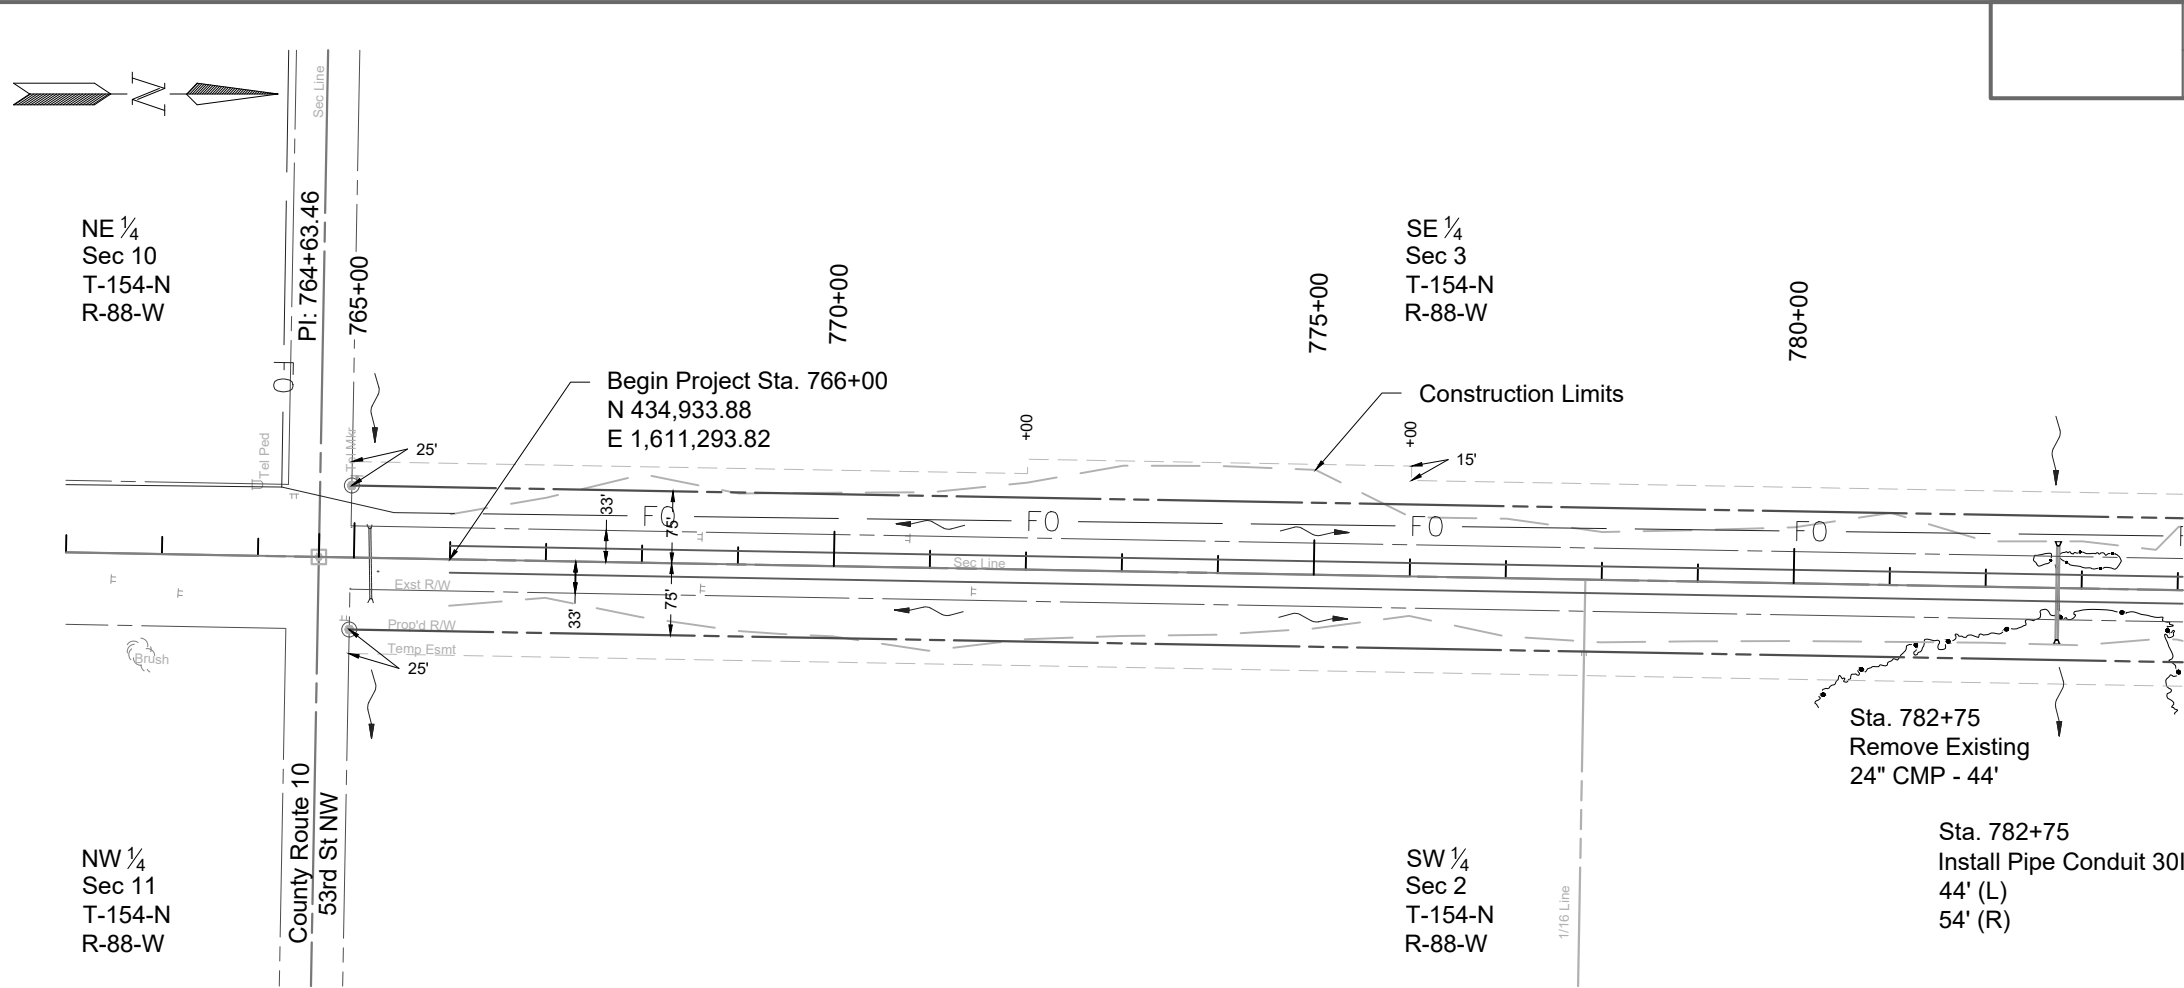 N
Sec Line
NE 1/4
Sec 10
T-154-N
R-88-W
PI: 764+63.46
765+00
770+00
775+00
780+00
SE 1/4
Sec 3
T-154-N
R-88-W
Begin Project Sta. 766+00
N 434,933.88
E 1,611,293.82
Construction Limits
+00
+00
FO
Tel Ped
Tel Mkr
25'
15'
33'
75'
FO
FO
FO
FO
Sec Line
Exst R/W
33'
75'
Prop'd R/W
Temp Esmt
25'
Brush
Sta. 782+75
Remove Existing
24" CMP - 44'
Sta. 782+75
Install Pipe Conduit 30
44' (L)
54' (R)
County Route 10
53rd St NW
NW 1/4
Sec 11
T-154-N
R-88-W
SW 1/4
Sec 2
T-154-N
R-88-W
1/16 Line